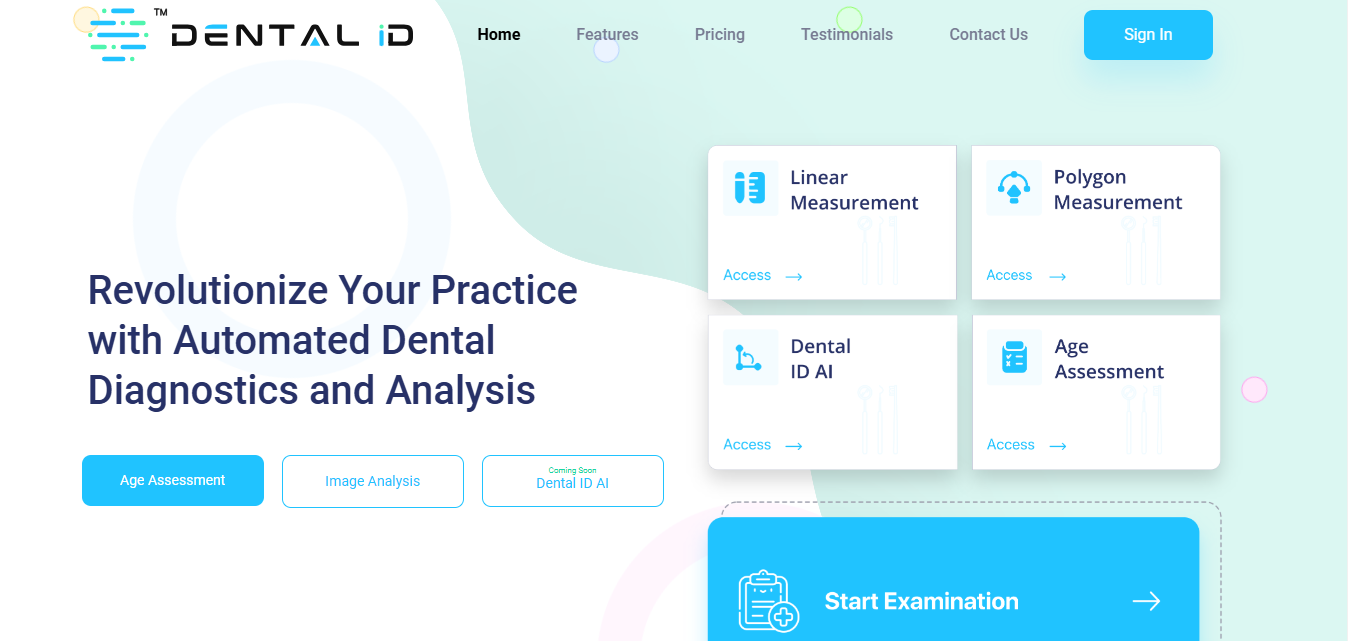 DENTAL iD
TM
Home
Features
Pricing
Testimonials
Contact Us
Sign In
Revolutionize Your Practice
with Automated Dental
Diagnostics and Analysis
Age Assessment
Image Analysis
Coming Soon
Dental ID AI
Linear
Measurement
Access
Polygon
Measurement
Access
Dental
ID AI
Access
Age
Assessment
Access
Start Examination